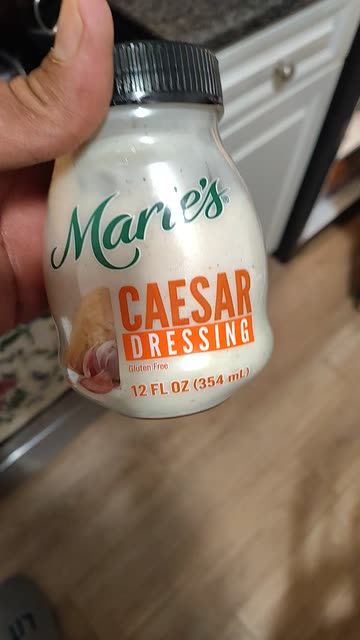 Marie's®
CAESAR
DRESSING
Gluten Free
12 FL OZ (354 mL)